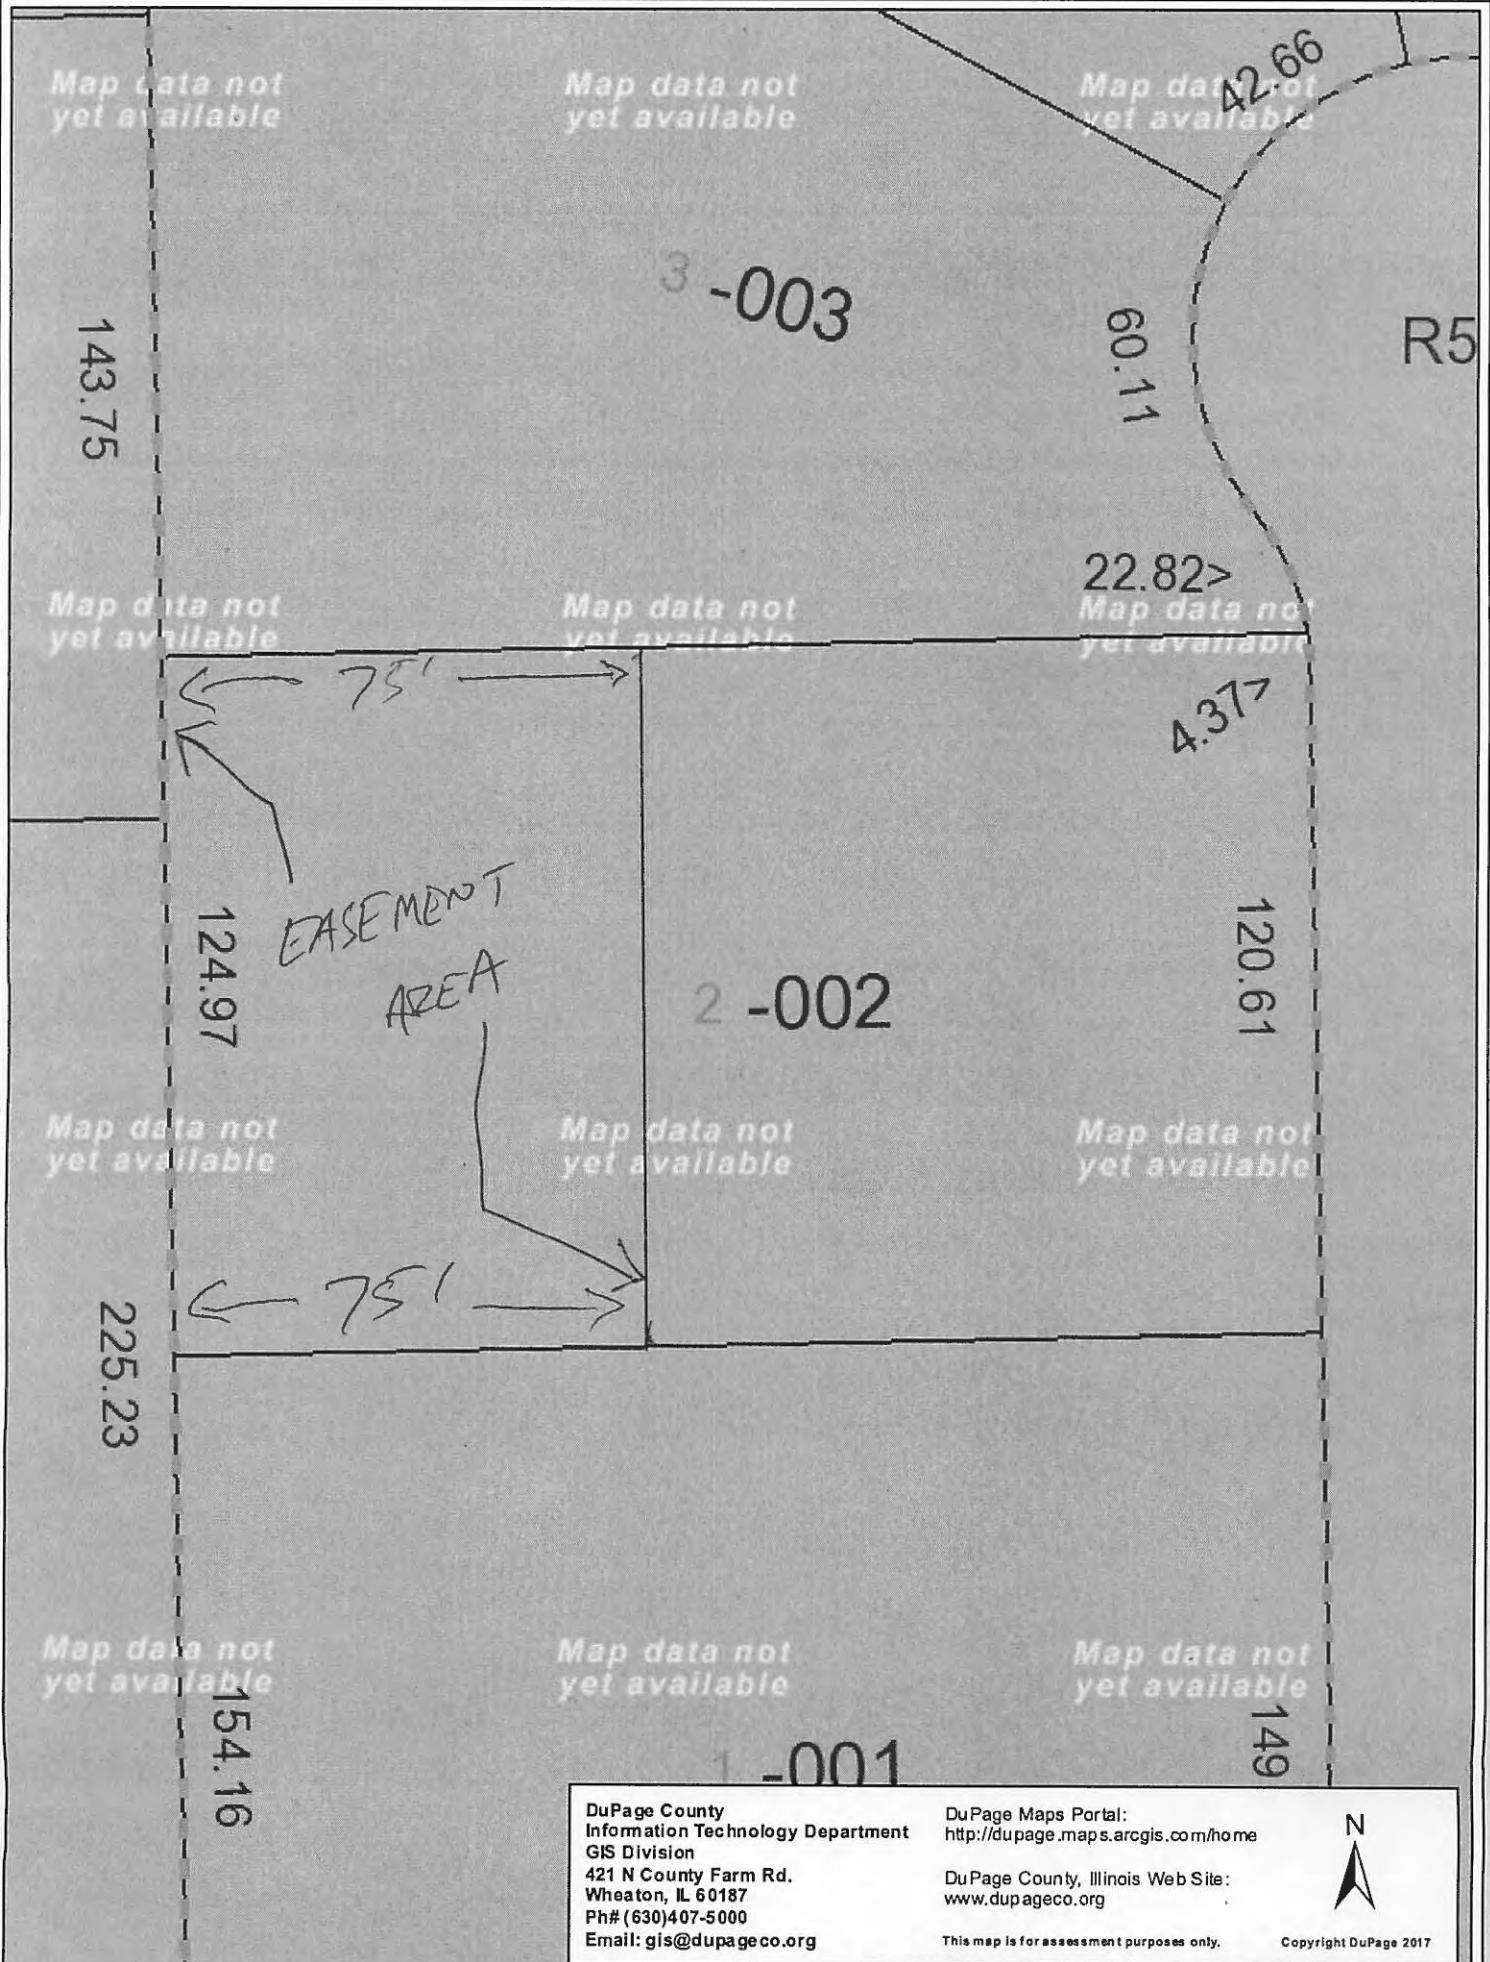 Map data not
yet available
Map data not
yet available
Map data not
yet available
42.66
3 -003
143.75
60.11
R5
22.82>
Map data not
yet available
Map data not
yet available
Map data not
yet available
75'
4.37>
EASEMENT
AREA
124.97
2 -002
120.61
Map data not
yet available
Map data not
yet available
Map data not
yet available
75'
225.23
Map data not
yet available
Map data not
yet available
Map data not
yet available
154.16
1 -001
149
DuPage County
Information Technology Department
GIS Division
421 N County Farm Rd.
Wheaton, IL 60187
Ph# (630)407-5000
Email: gis@dupageco.org
DuPage Maps Portal:
http://dupage.maps.arcgis.com/home
DuPage County, Illinois Web Site:
www.dupageco.org
This map is for assessment purposes only.
N
Copyright DuPage 2017